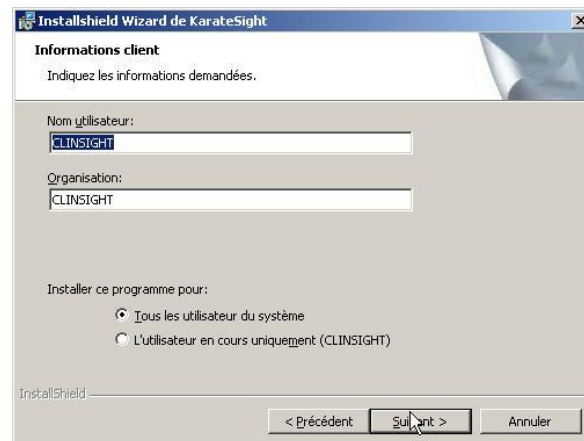 Installshield Wizard de KarateSight
Informations client
Indiquez les informations demandées.
Nom utilisateur:
CLINSIGHT
Organisation:
CLINSIGHT
Installer ce programme pour:
Tous les utilisateur du système
L'utilisateur en cours uniquement (CLINSIGHT)
InstallShield
< Précédent
Suivant >
Annuler